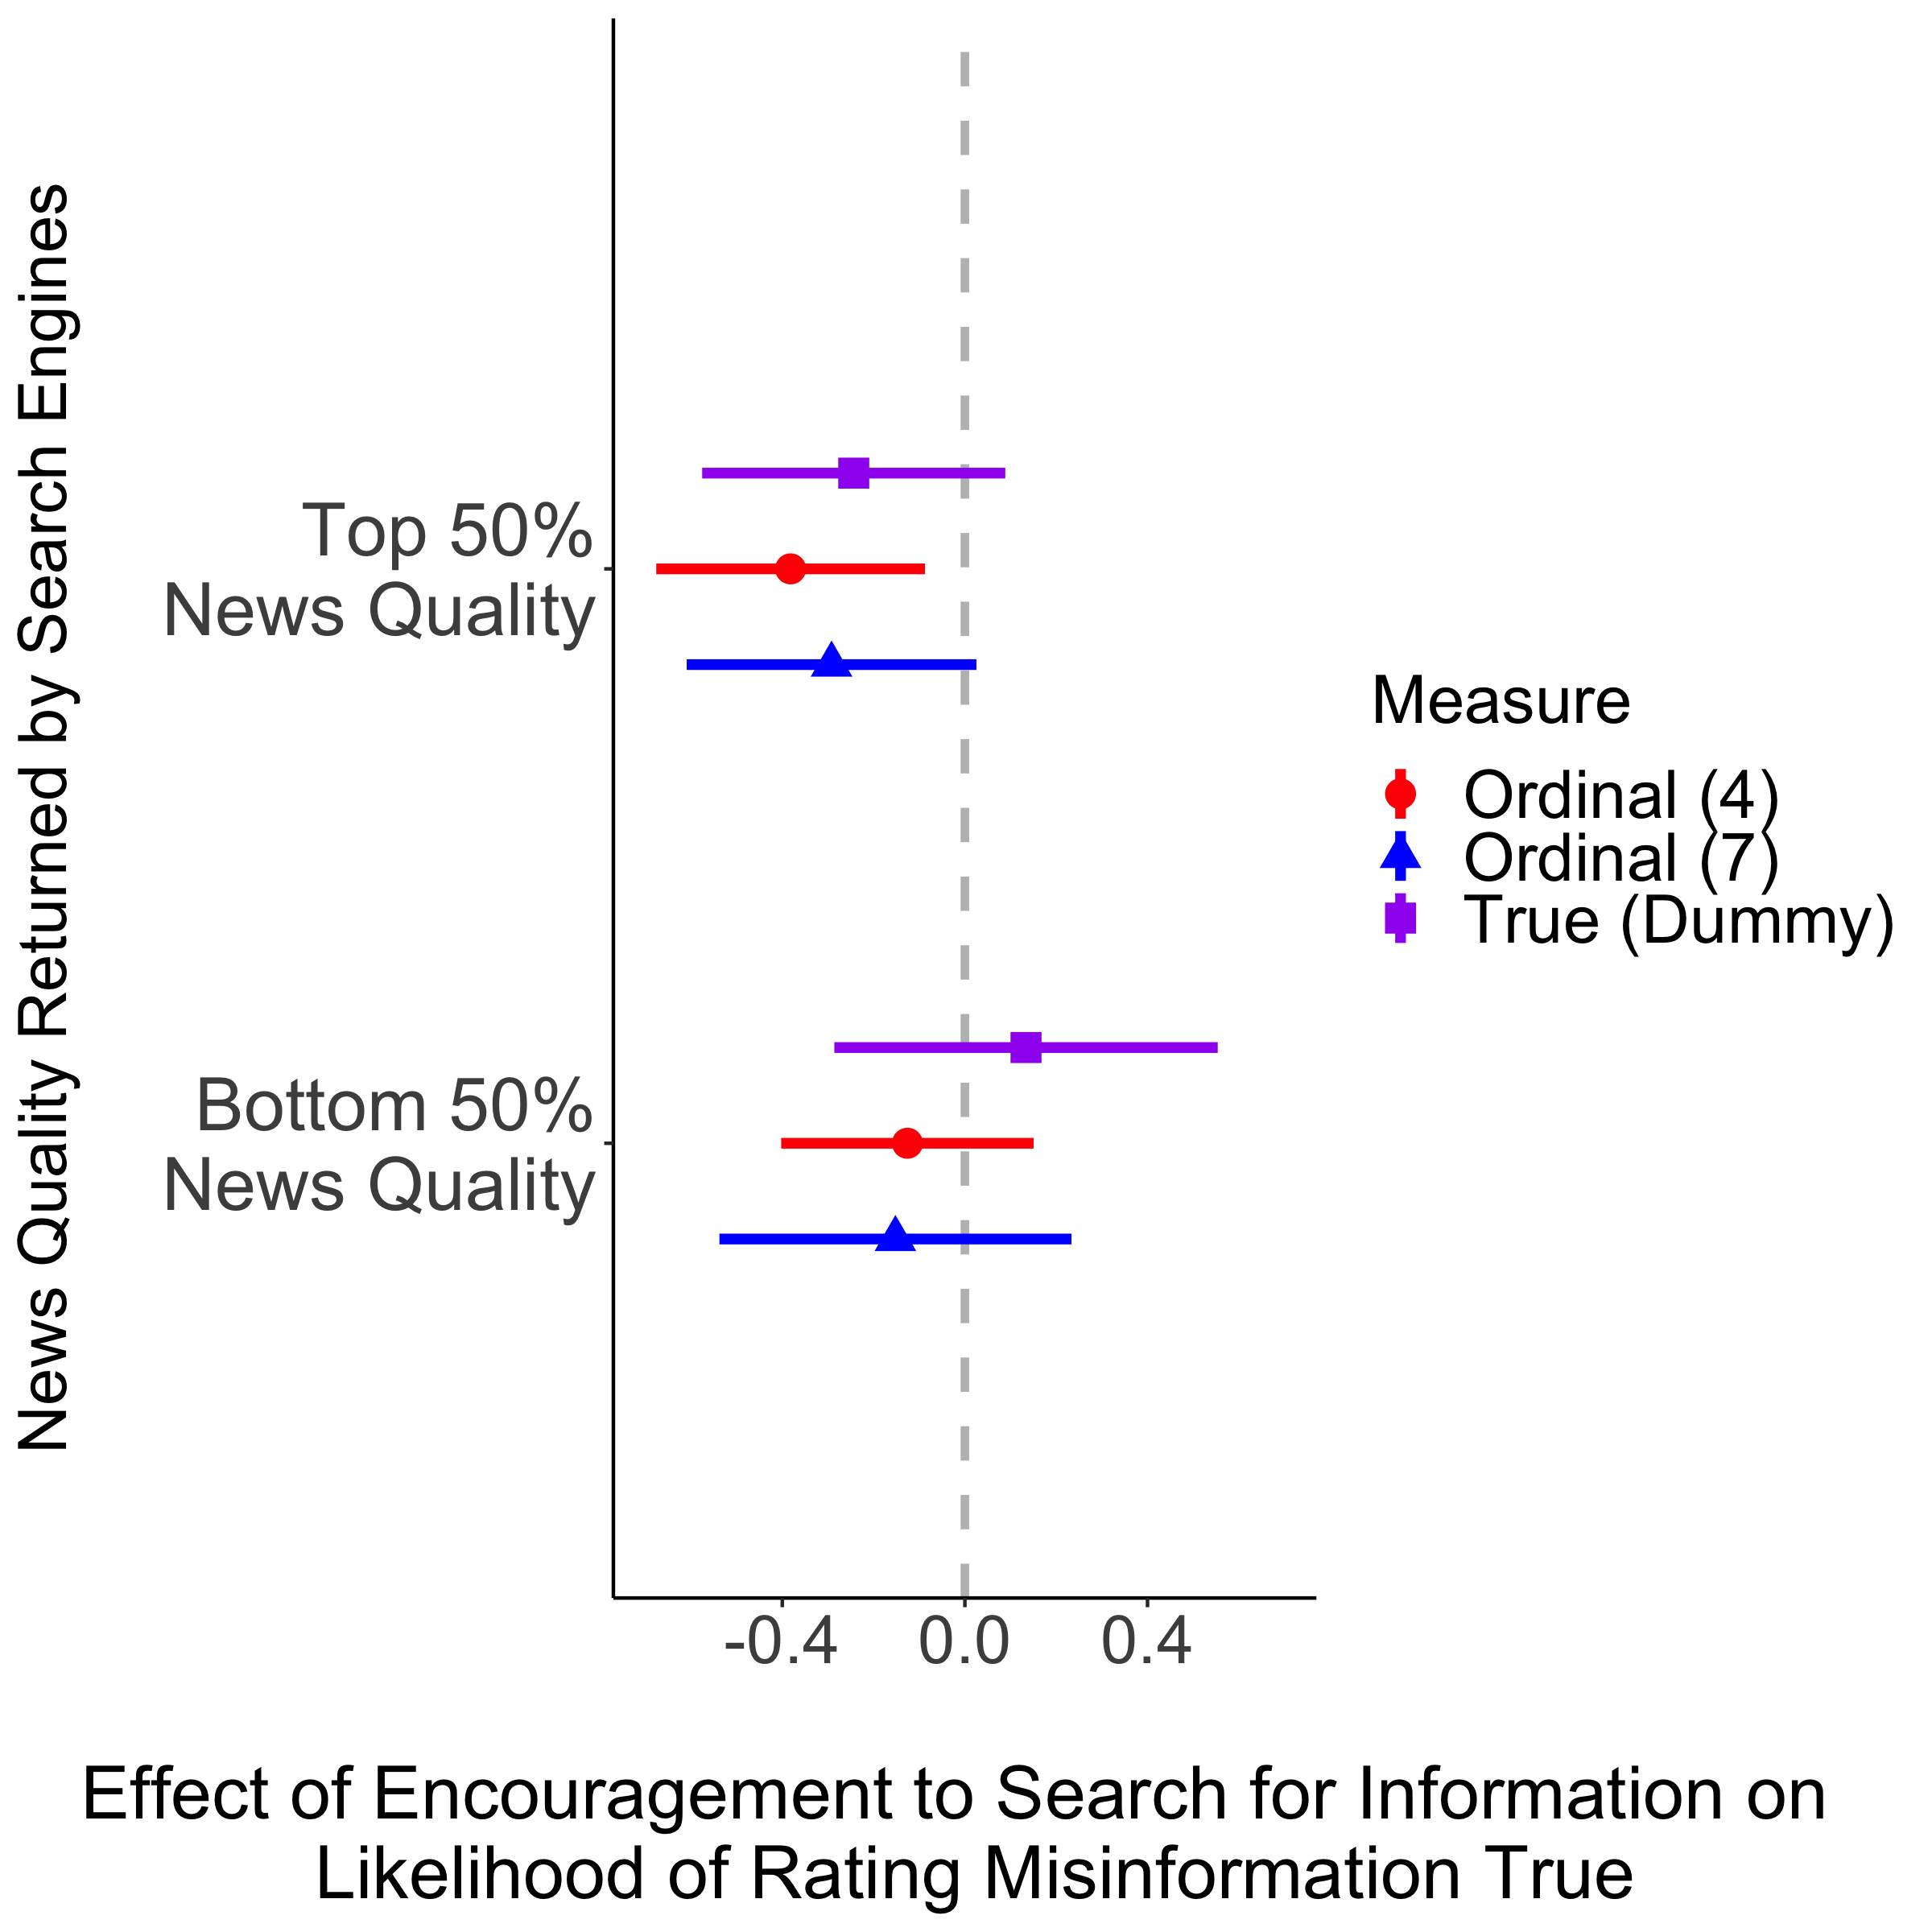 News Quality Returned by Search Engines
Top 50%
News Quality
Bottom 50%
News Quality
Measure
Ordinal (4)
Ordinal (7)
True (Dummy)
-0.4
0.0
0.4
Effect of Encouragement to Search for Information on
Likelihood of Rating Misinformation True